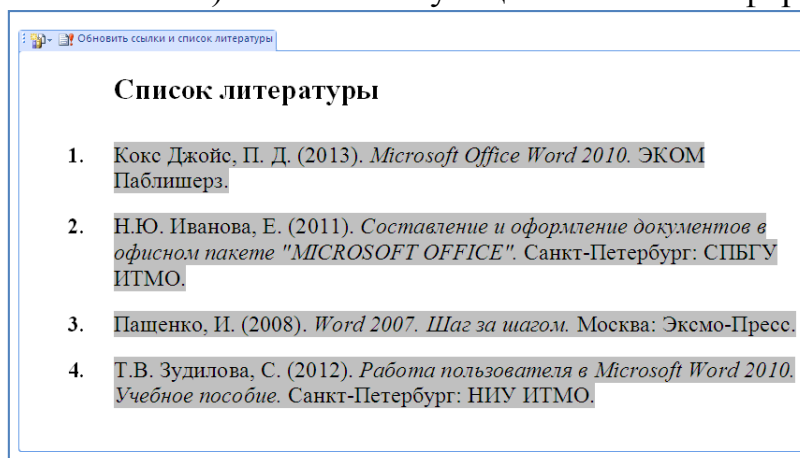 Обновить ссылки и список литературы
Список литературы
1. Кокс Джойс, П. Д. (2013). Microsoft Office Word 2010. ЭКОМ
Паблишерз.
2. Н.Ю. Иванова, Е. (2011). Составление и оформление документов в
офисном пакете "MICROSOFT OFFICE". Санкт-Петербург: СПБГУ
ИТМО.
3. Пащенко, И. (2008). Word 2007. Шаг за шагом. Москва: Эксмо-Пресс.
4. Т.В. Зудилова, С. (2012). Работа пользователя в Microsoft Word 2010.
Учебное пособие. Санкт-Петербург: НИУ ИТМО.